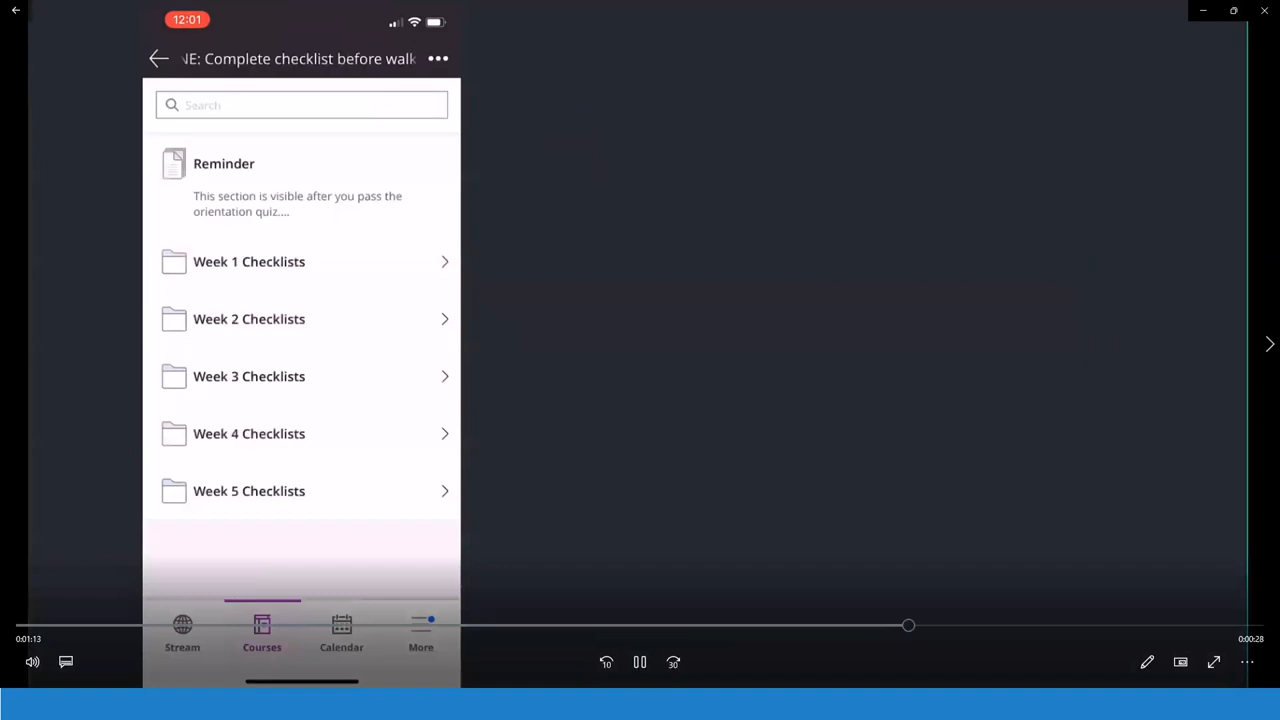 12:01
NE: Complete checklist before walk
Search
Reminder
This section is visible after you pass the
orientation quiz....
Week 1 Checklists
Week 2 Checklists
Week 3 Checklists
Week 4 Checklists
Week 5 Checklists
Stream
Courses
Calendar
More
0:01:13
0:00:28
10
30